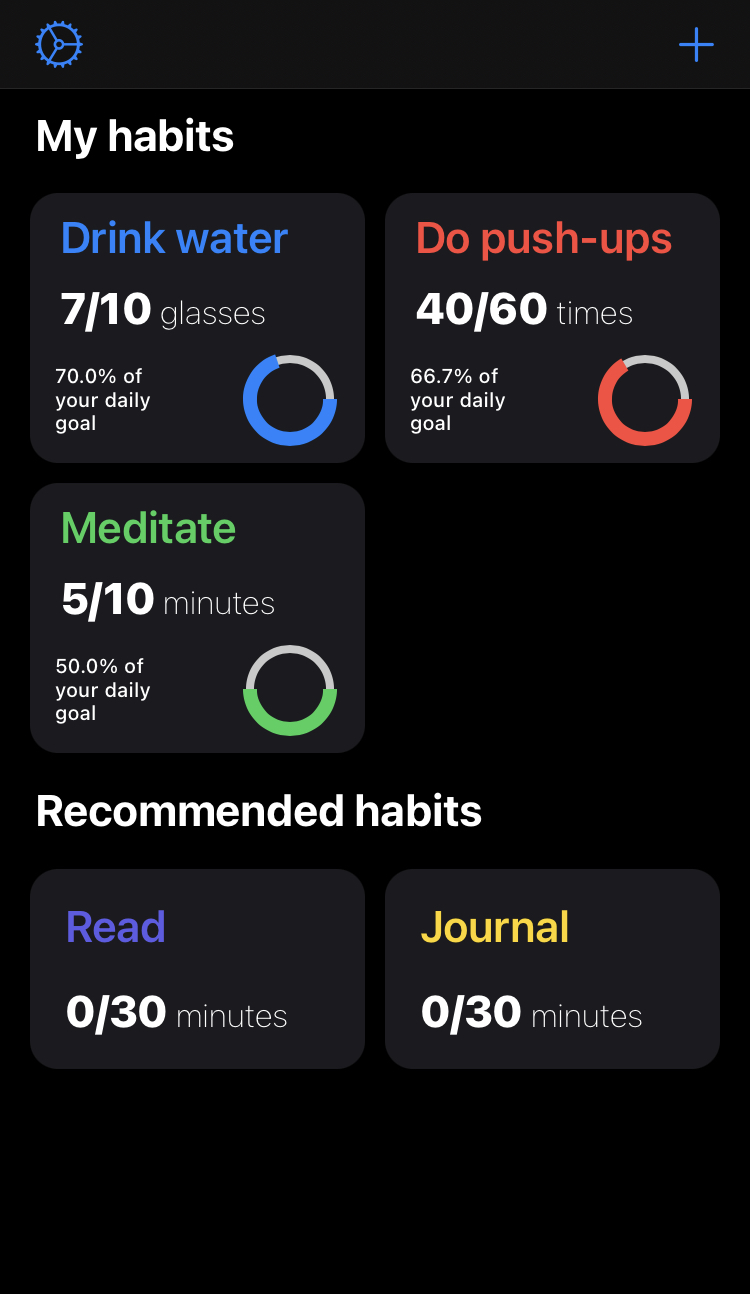 My habits
Drink water
7/10 glasses
70.0% of
your daily
goal
Do push-ups
40/60 times
66.7% of
your daily
goal
Meditate
5/10 minutes
50.0% of
your daily
goal
Recommended habits
Read
0/30 minutes
Journal
0/30 minutes